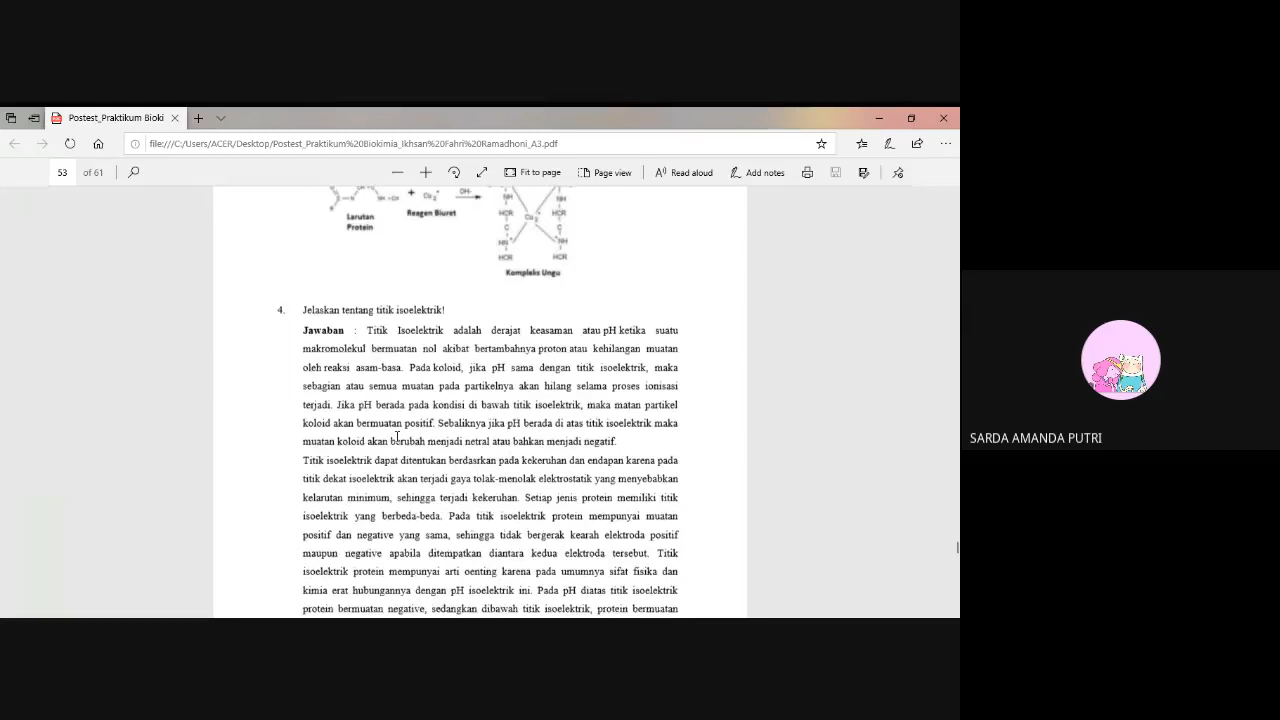 Postest_Praktikum Bioki
file:///C:/Users/ACER/Desktop/Postest_Praktikum%20Biokimia_Ikhsan%20Fahri%20Ramadhoni_A3.pdf
53 of 61
Fit to page
Page view
Read aloud
Add notes
NH
HCR HCR
C C
HCR HCR
Larutan
Protein
Reagen Biuret
Kompleks Ungu
4. Jelaskan tentang titik isoelektrik!
Jawaban : Titik Isoelektrik adalah derajat keasaman atau pH ketika suatu
makromolekul bermuatan nol akibat bertambahnya proton atau kehilangan muatan
oleh reaksi asam-basa. Pada koloid, jika pH sama dengan titik isoelektrik, maka
sebagian atau semua muatan pada partikelnya akan hilang selama proses ionisasi
terjadi. Jika pH berada pada kondisi di bawah titik isoelektrik, maka matan partikel
koloid akan bermuatan positif. Sebaliknya jika pH berada di atas titik isoelektrik maka
muatan koloid akan berubah menjadi netral atau bahkan menjadi negatif.
Titik isoelektrik dapat ditentukan berdasrkan pada kekeruhan dan endapan karena pada
titik dekat isoelektrik akan terjadi gaya tolak-menolak elektrostatik yang menyebabkan
kelarutan minimum, sehingga terjadi kekeruhan. Setiap jenis protein memiliki titik
isoelektrik yang berbeda-beda. Pada titik isoelektrik protein mempunyai muatan
positif dan negative yang sama, sehingga tidak bergerak kearah elektroda positif
maupun negative apabila ditempatkan diantara kedua elektroda tersebut. Titik
isoelektrik protein mempunyai arti oenting karena pada umumnya sifat fisika dan
kimia erat hubungannya dengan pH isoelektrik ini. Pada pH diatas titik isoelektrik
protein bermuatan negative, sedangkan dibawah titik isoelektrik, protein bermuatan
SARDA AMANDA PUTRI